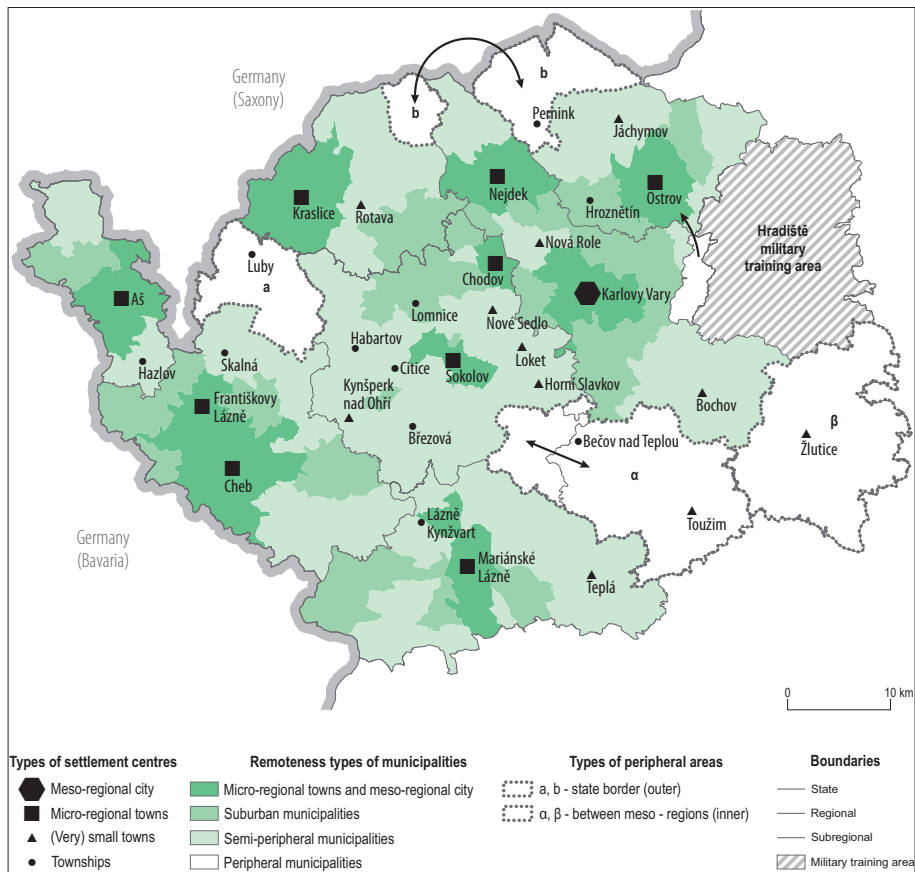 Germany
(Saxony)
b
b
Pernink
Jáchymov
Kraslice
Rotava
Nejdek
Hroznětín
Ostrov
Hradiště
military
training area
Luby
a
Nová Role
Chodov
Karlovy Vary
Aš
Lomnice
Nové Sedlo
Habartov
Hazlov
Skalná
Citice
Sokolov
Loket
Františkovy
Lázně
Kynšperk
nad Ohří
Horní Slavkov
Bochov
β
Žlutice
Březová
Bečov nad Teplou
α
Cheb
Toužim
Germany
(Bavaria)
Lázně
Kynžvart
Mariánské
Lázně
Teplá
0 10 km
Types of settlement centres
Meso-regional city
Micro-regional towns
(Very) small towns
Townships
Remoteness types of municipalities
Micro-regional towns and meso-regional city
Suburban municipalities
Semi-peripheral municipalities
Peripheral municipalities
Types of peripheral areas
a, b - state border (outer)
α, β - between meso - regions (inner)
Boundaries
State
Regional
Subregional
Military training area